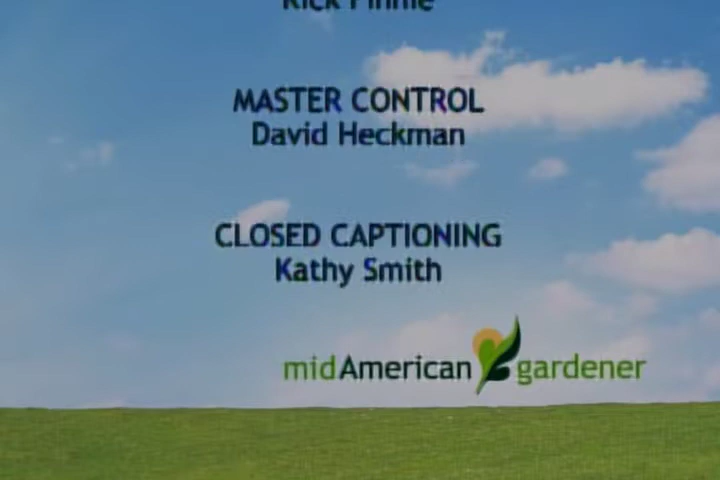 MASTER CONTROL
David Heckman
CLOSED CAPTIONING
Kathy Smith
midAmerican gardener